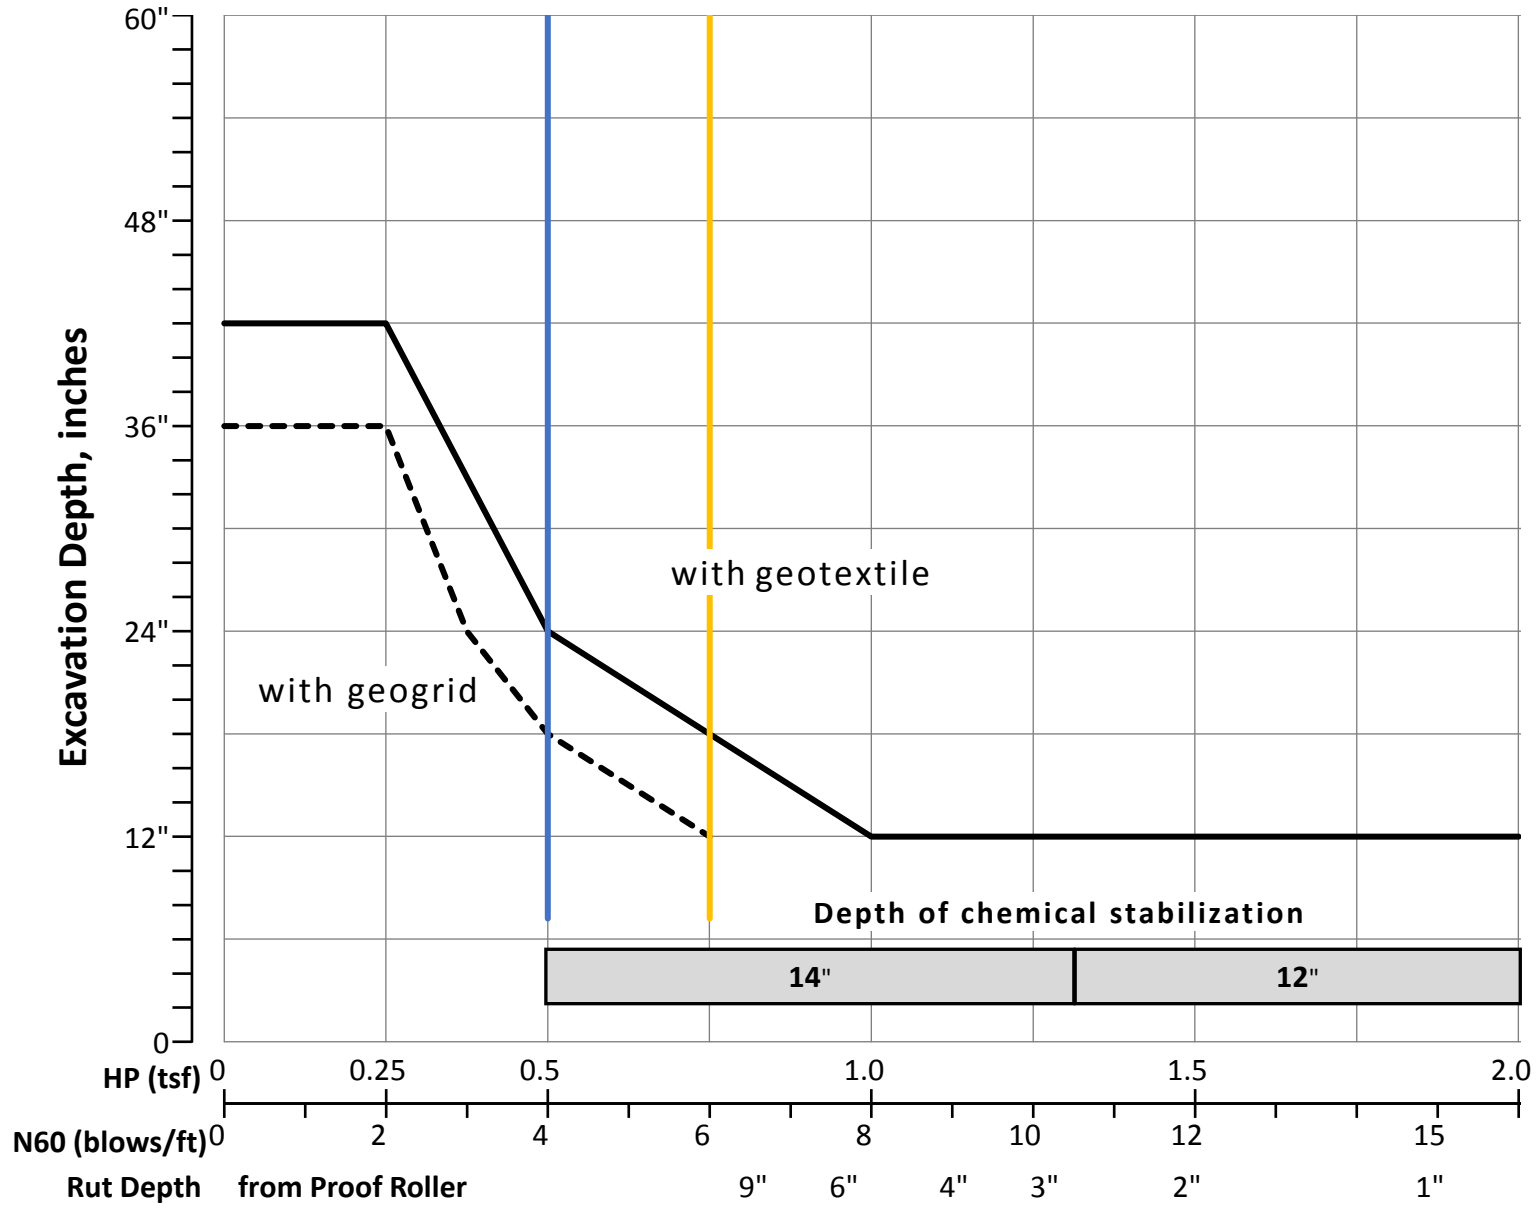 60"
48"
36"
24"
12"
0
Excavation Depth, inches
with geotextile
with geogrid
Depth of chemical stabilization
14" 12"
HP (tsf) 0 0.25 0.5 1.0 1.5 2.0
N60 (blows/ft) 0 2 4 6 8 10 12 15
Rut Depth from Proof Roller 9" 6" 4" 3" 2" 1"